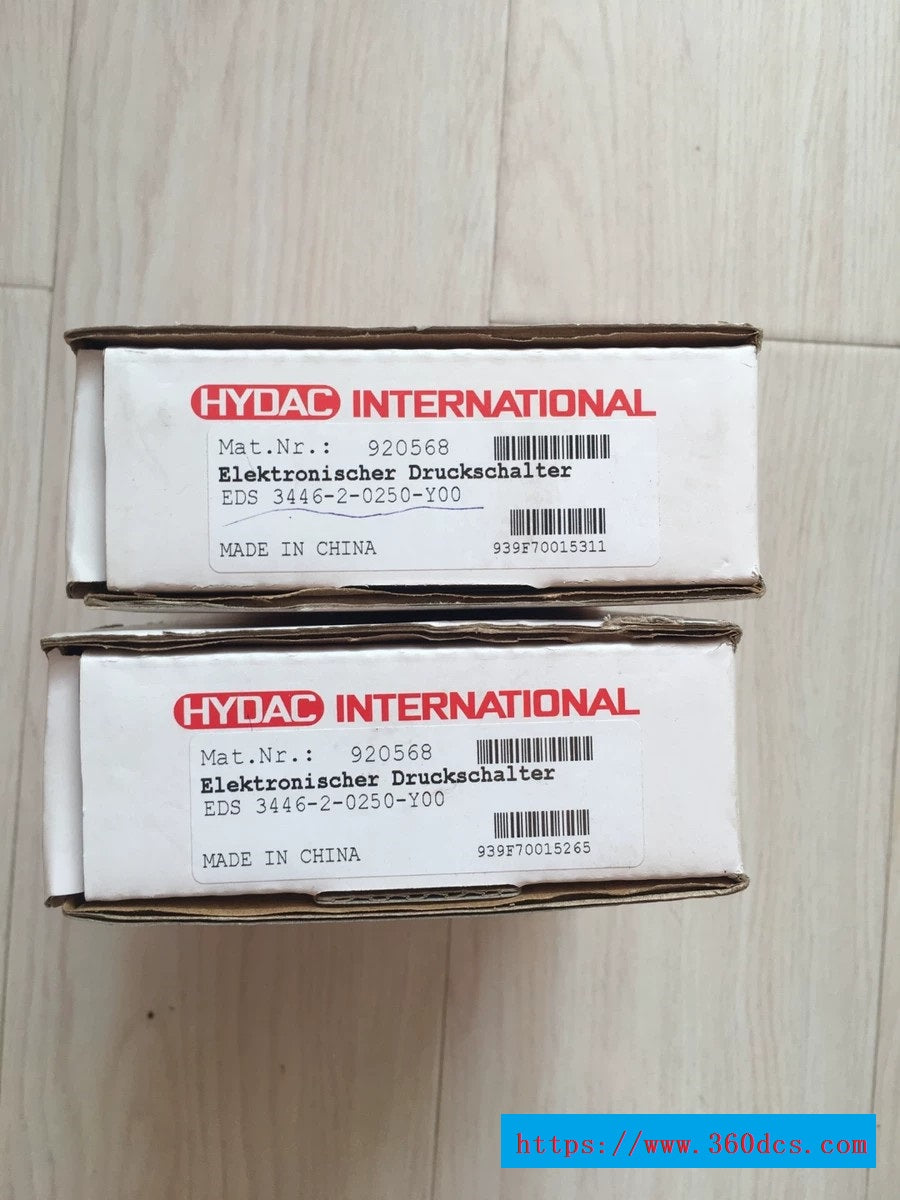 HYDAC INTERNATIONAL
Mat.Nr.: 920568
Elektronischer Druckschalter
EDS 3446-2-0250-Y00
MADE IN CHINA 939F70015311
HYDAC INTERNATIONAL
Mat.Nr.: 920568
Elektronischer Druckschalter
EDS 3446-2-0250-Y00
MADE IN CHINA 939F70015265
https://www.360dcs.com